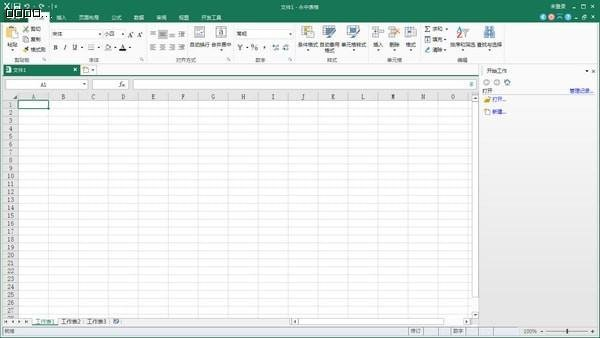 文件1 - 永中表格
未登录
插入 页面布局 公式 数据 审阅 视图 开发工具
粘贴 剪切 复制 格式刷
宋体 小四
自动换行 合并居中
常规
条件格式 自动套用格式 单元格样式
插入 删除 格式
求和 填充 清除
排序和筛选 查找与选择
剪贴板 字体 对齐方式 数字 样式 单元格 编辑
文件1
开始工作
A1 fx
打开 管理记录...
打开...
新建...
A B C D E F G H I J K L M N O
1
2
3
4
5
6
7
8
9
10
11
12
13
14
15
16
17
18
19
20
21
22
23
24
25
26
27
工作表1 工作表2 工作表3
就绪 修订 数字 100%